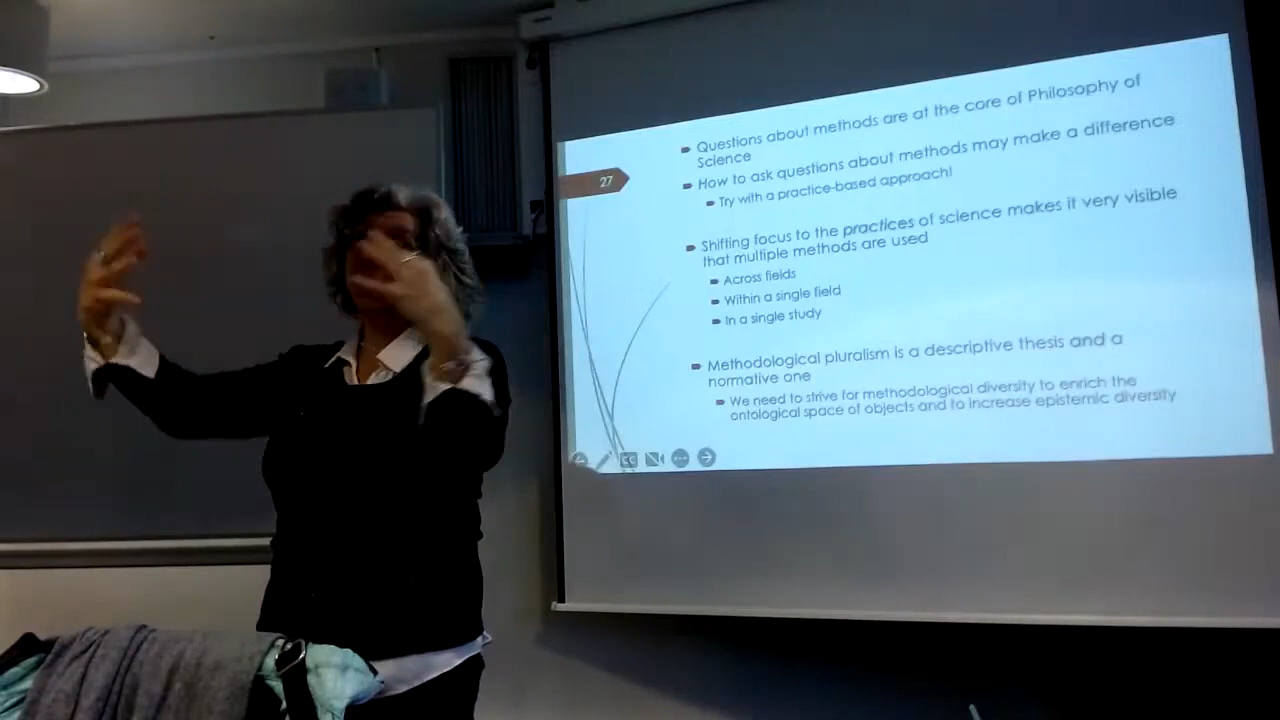 Questions about methods are at the core of Philosophy of
Science
27
How to ask questions about methods may make a difference
Try with a practice-based approach!
Shifting focus to the practices of science makes it very visible
that multiple methods are used
Across fields
Within a single field
In a single study
Methodological pluralism is a descriptive thesis and a
normative one
We need to strive for methodological diversity to enrich the
ontological space of objects and to increase epistemic diversity
CC